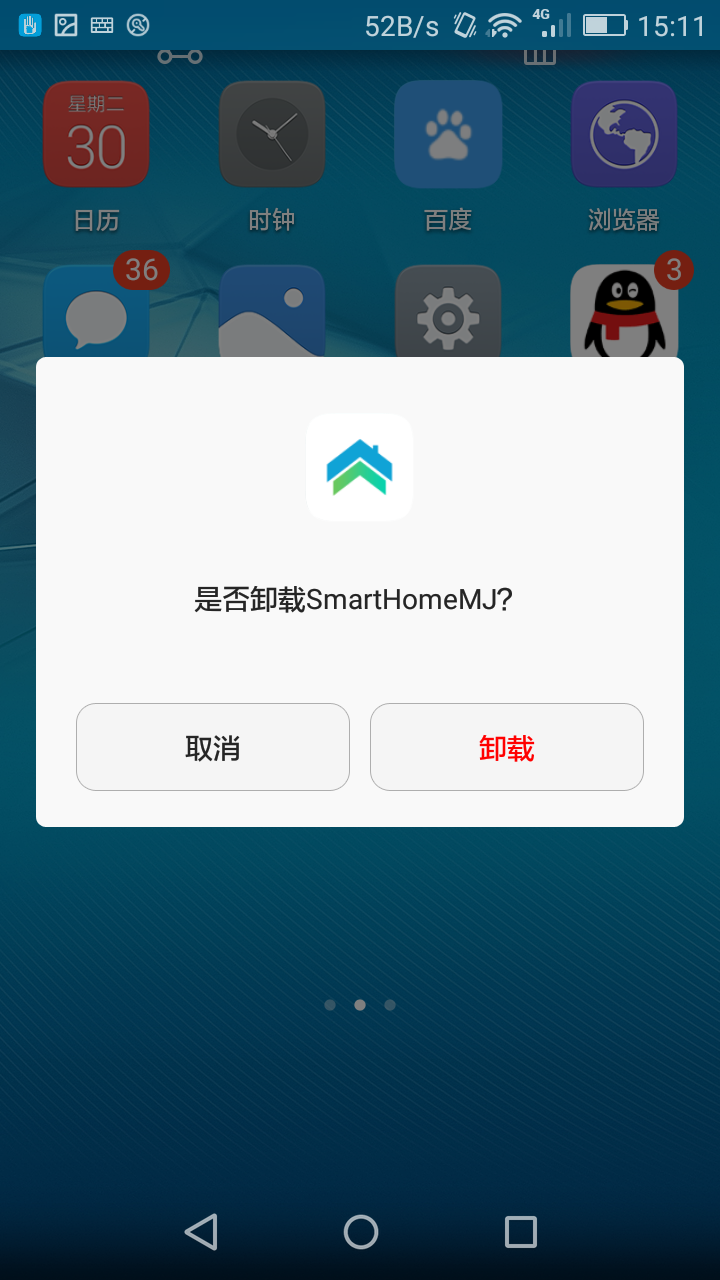 52B/s 4G 15:11
星期二
30
日历 时钟 百度 浏览器
36 3
是否卸载SmartHomeMJ?
取消 卸载